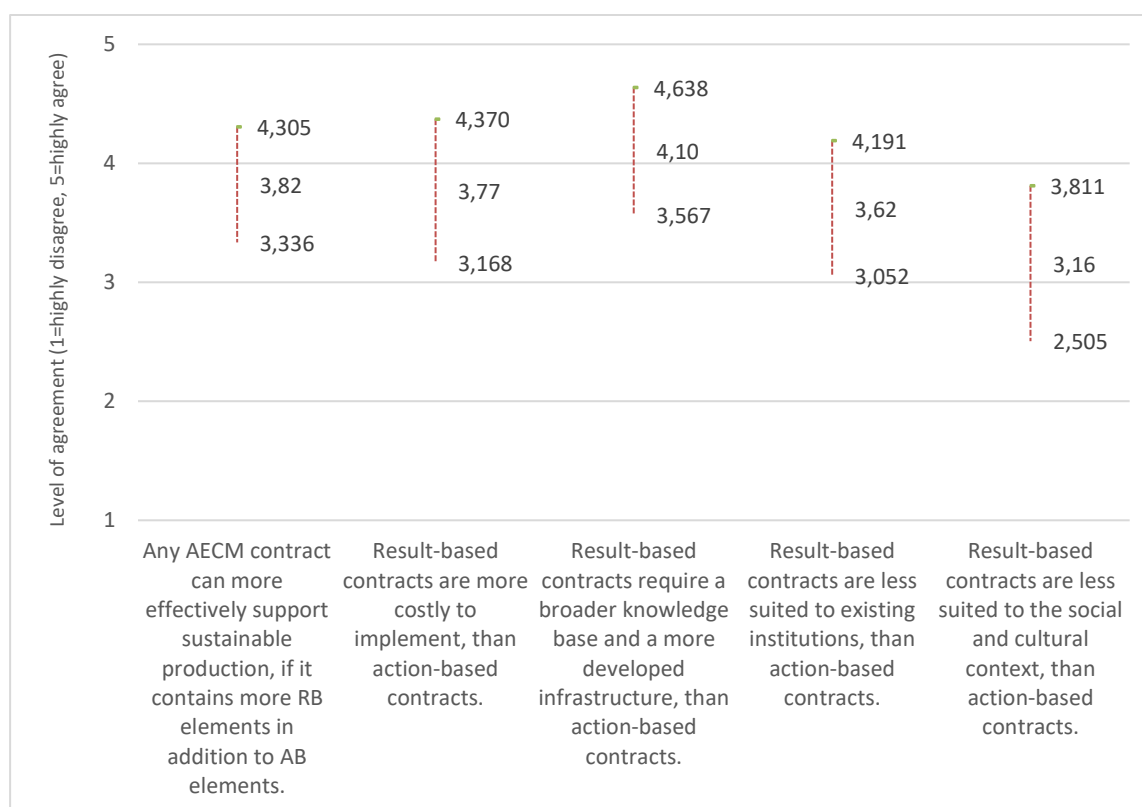 Level of agreement (1=highly disagree, 5=highly agree)
5
4
3
2
1
4,305
3,82
3,336
4,370
3,77
3,168
4,638
4,10
3,567
4,191
3,62
3,052
3,811
3,16
2,505
Any AECM contract
can more
effectively support
sustainable
production, if it
contains more RB
elements in
addition to AB
elements.
Result-based
contracts are more
costly to
implement, than
action-based
contracts.
Result-based
contracts require a
broader knowledge
base and a more
developed
infrastructure, than
action-based
contracts.
Result-based
contracts are less
suited to existing
institutions, than
action-based
contracts.
Result-based
contracts are less
suited to the social
and cultural
context, than
action-based
contracts.